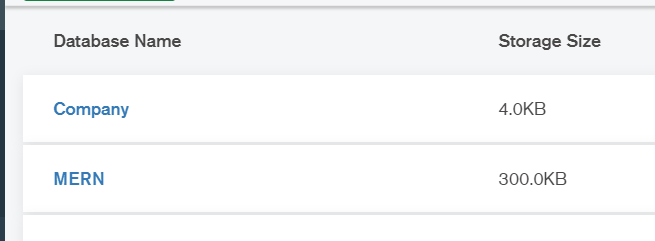 Database Name Storage Size
Company 4.0KB
MERN 300.0KB